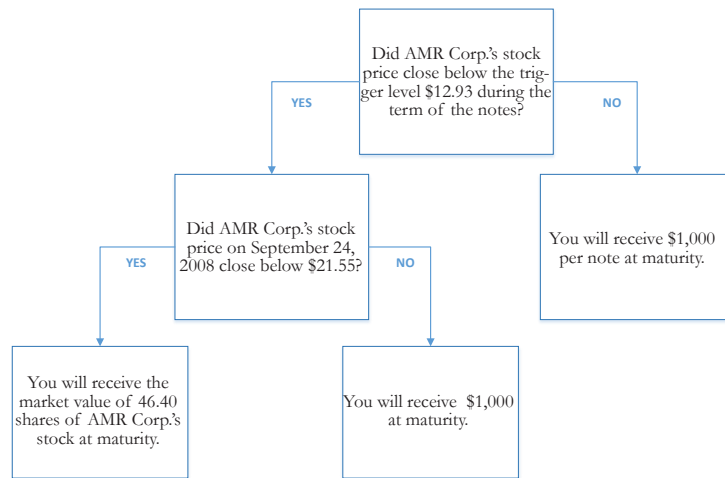 Did AMR Corp.'s stock
price close below the trig-
ger level $12.93 during the
term of the notes?
YES
NO
Did AMR Corp.'s stock
price on September 24,
2008 close below $21.55?
You will receive $1,000
per note at maturity.
YES
NO
You will receive the
market value of 46.40
shares of AMR Corp.'s
stock at maturity.
You will receive $1,000
at maturity.